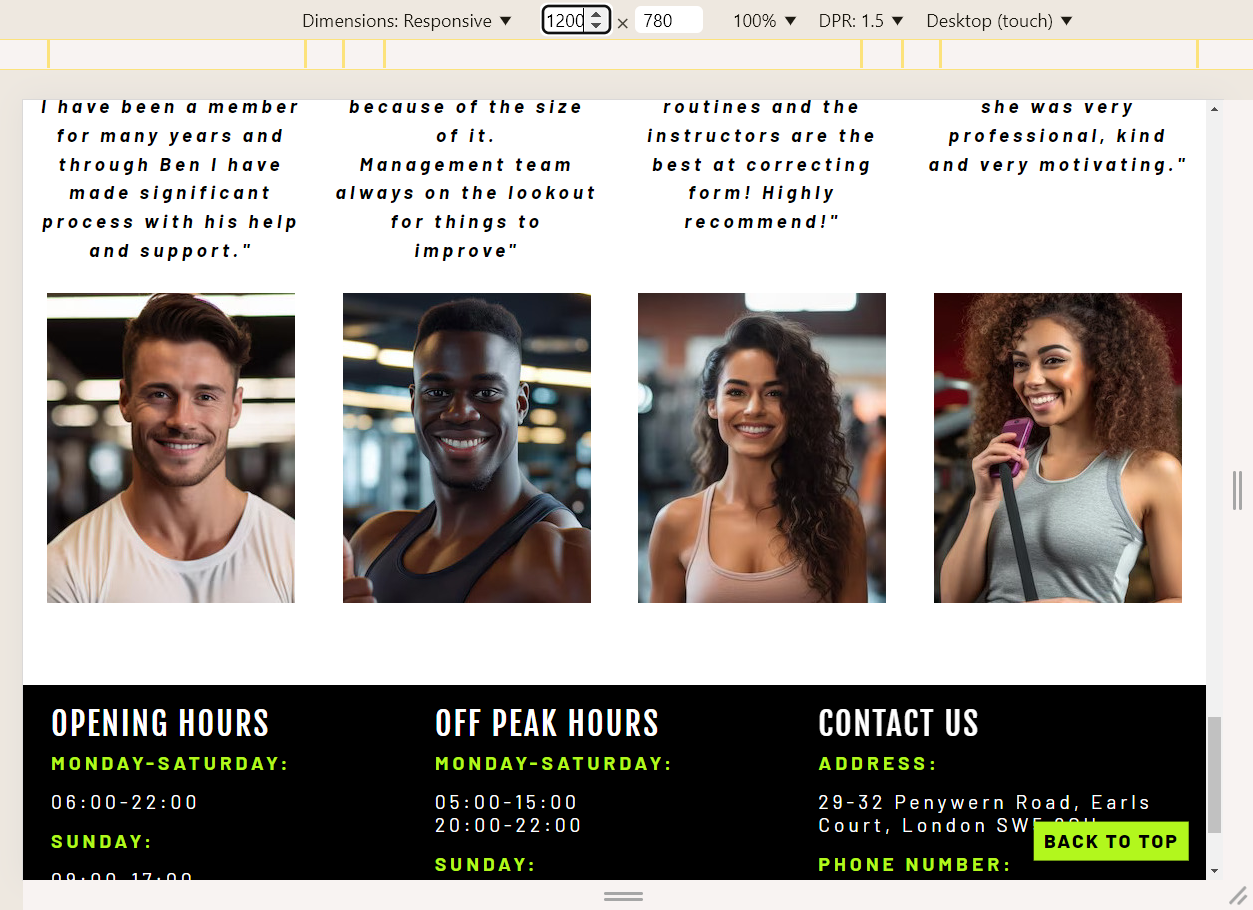 Dimensions: Responsive ▼ 1200 × 780 100% ▼ DPR: 1.5 ▼ Desktop (touch) ▼
I have been a member
for many years and
through Ben I have
made significant
process with his help
and support."
because of the size
of it.
Management team
always on the lookout
for things to
improve"
routines and the
instructors are the
best at correcting
form! Highly
recommend!"
she was very
professional, kind
and very motivating."
OPENING HOURS
MONDAY-SATURDAY:
06:00-22:00
SUNDAY:
09:00-17:00
OFF PEAK HOURS
MONDAY-SATURDAY:
05:00-15:00
20:00-22:00
SUNDAY:
CONTACT US
ADDRESS:
29-32 Penywern Road, Earls
Court, London
PHONE NUMBER:
BACK TO TOP